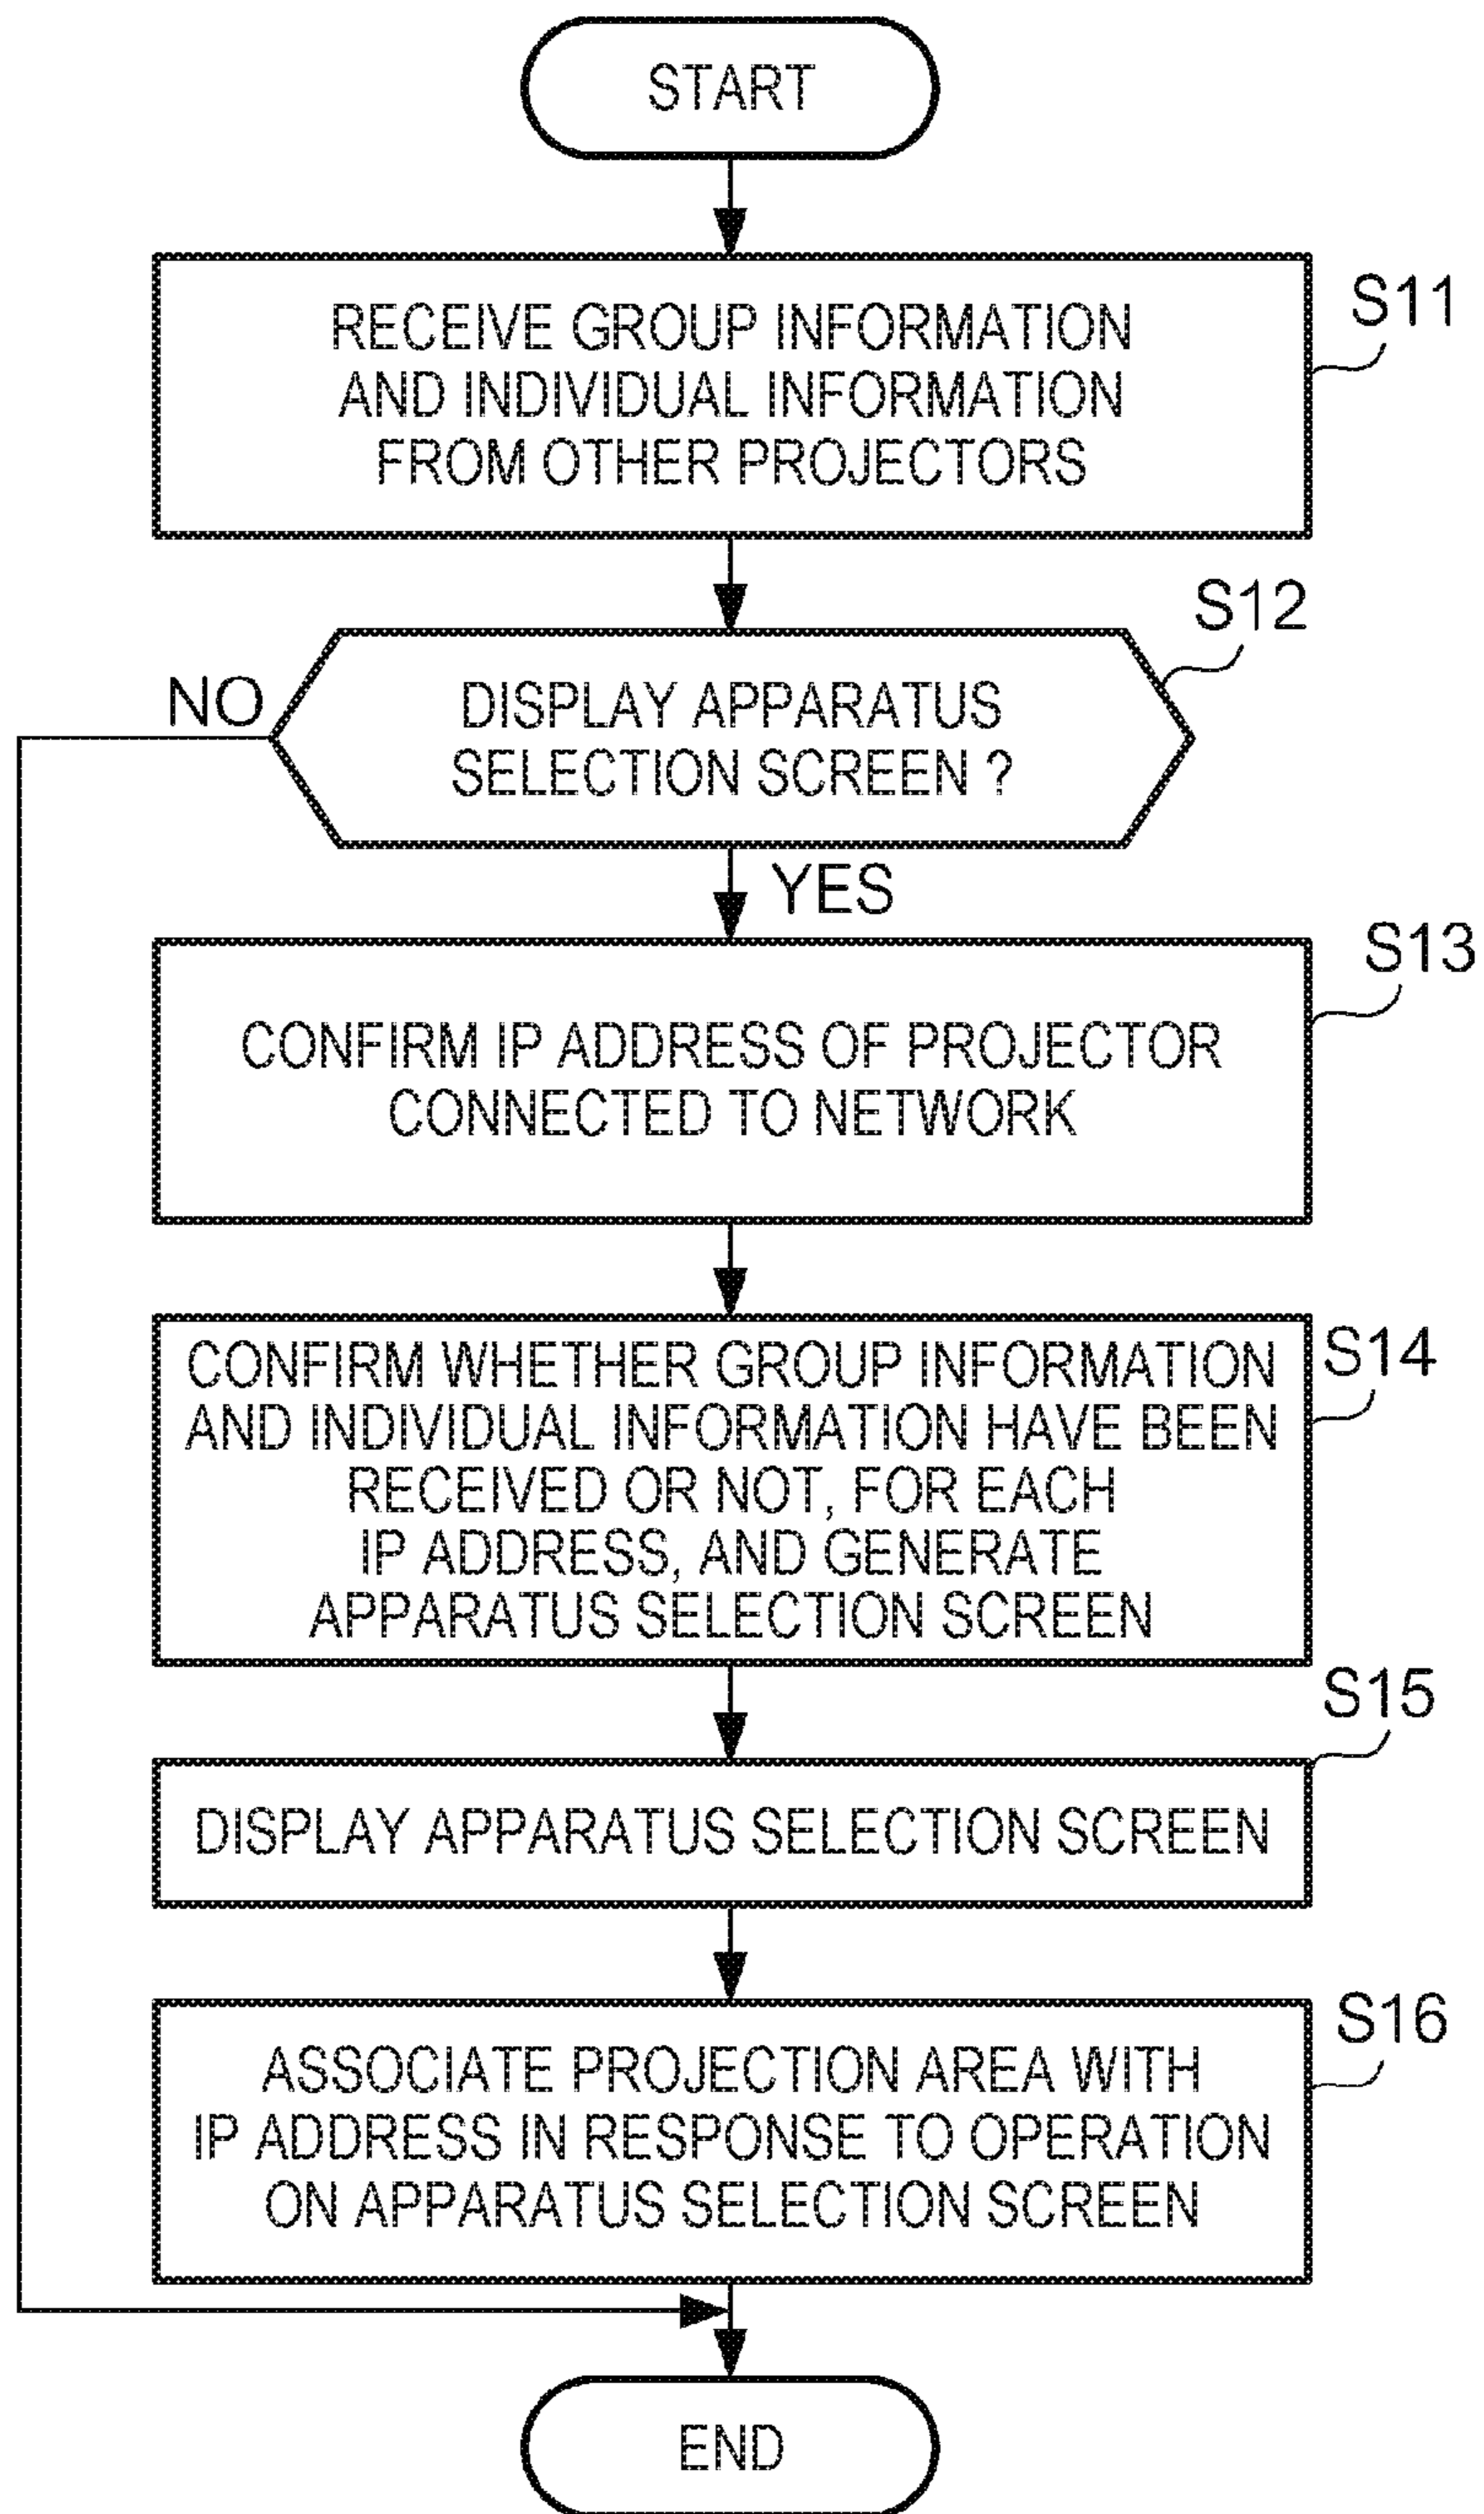 START
RECEIVE GROUP INFORMATION
AND INDIVIDUAL INFORMATION
FROM OTHER PROJECTORS
S11
S12
NO
DISPLAY APPARATUS
SELECTION SCREEN ?
YES
S13
CONFIRM IP ADDRESS OF PROJECTOR
CONNECTED TO NETWORK
S14
CONFIRM WHETHER GROUP INFORMATION
AND INDIVIDUAL INFORMATION HAVE BEEN
RECEIVED OR NOT, FOR EACH
IP ADDRESS, AND GENERATE
APPARATUS SELECTION SCREEN
S15
DISPLAY APPARATUS SELECTION SCREEN
S16
ASSOCIATE PROJECTION AREA WITH
IP ADDRESS IN RESPONSE TO OPERATION
ON APPARATUS SELECTION SCREEN
END